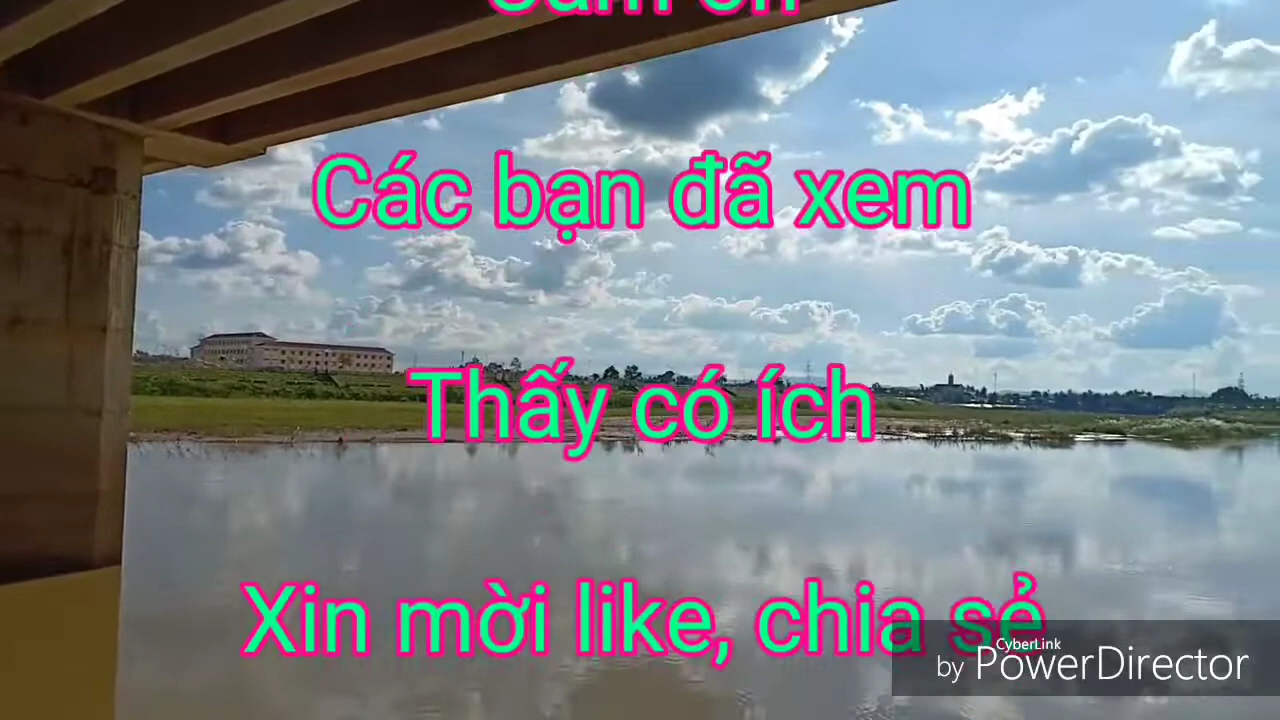 Các bạn đã xem
Thấy có ích
Xin mời like, chia sẻ
CyberLink
by PowerDirector